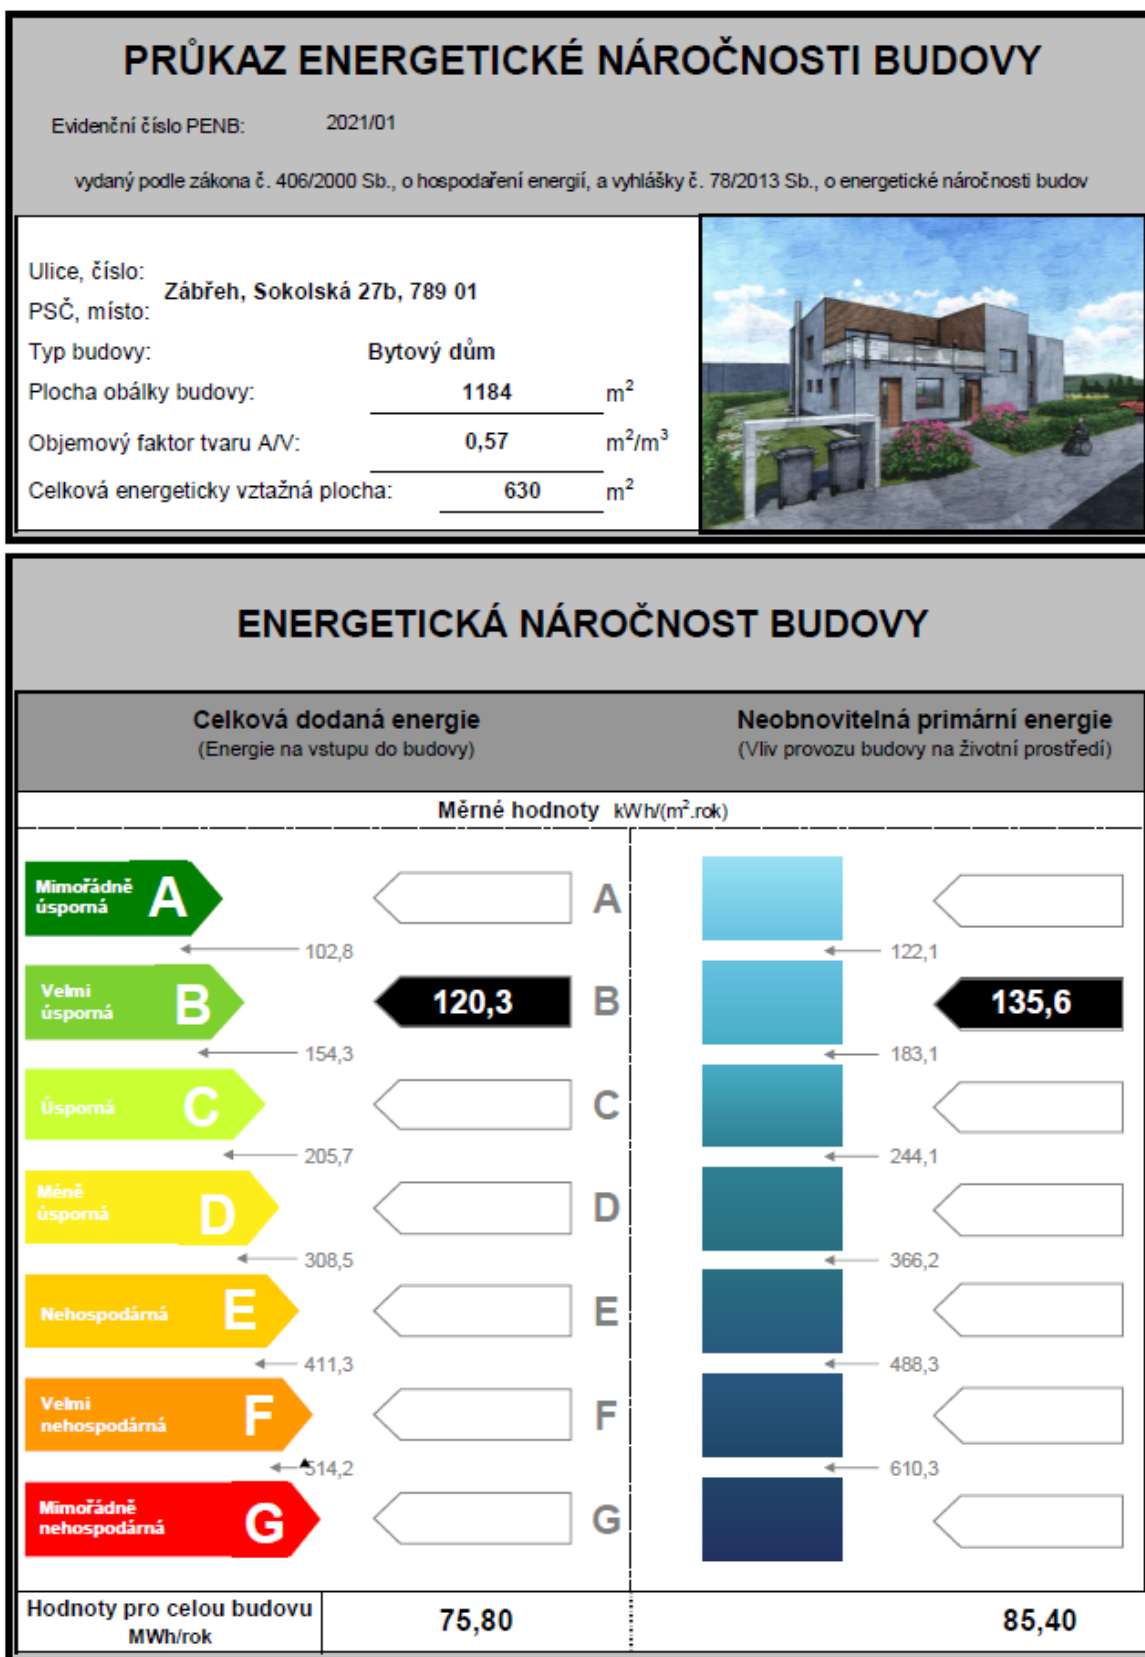 PRŮKAZ ENERGETICKÉ NÁROČNOSTI BUDOVY
Evidenční číslo PENB: 2021/01
vydaný podle zákona č. 406/2000 Sb., o hospodaření energií, a vyhlášky č. 78/2013 Sb., o energetické náročnosti budov
Ulice, číslo:
Zábřeh, Sokolská 27b, 789 01
PSČ, místo:
Typ budovy: Bytový dům
Plocha obálky budovy: 1184 m²
Objemový faktor tvaru A/V: 0,57 m²/m³
Celková energeticky vztažná plocha: 630 m²
ENERGETICKÁ NÁROČNOST BUDOVY
Celková dodaná energie
(Energie na vstupu do budovy)
Neobnovitelná primární energie
(Vliv provozu budovy na životní prostředí)
Měrné hodnoty kWh/(m².rok)
Mimořádně
úsporná
A A
102,8 122,1
Velmi
úsporná
B 120,3 B 135,6
154,3 183,1
Úsporná C C
205,7 244,1
Méně
úsporná
D D
308,5 366,2
Nehospodárná E E
411,3 488,3
Velmi
nehospodárná
F F
514,2 610,3
Mimořádně
nehospodárná
G G
Hodnoty pro celou budovu
MWh/rok
75,80 85,40